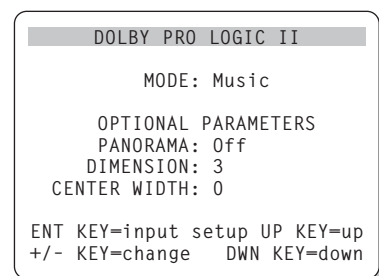 DOLBY PRO LOGIC II
MODE: Music
OPTIONAL PARAMETERS
PANORAMA: Off
DIMENSION: 3
CENTER WIDTH: 0
ENT KEY=input setup UP KEY=up
+/- KEY=change DWN KEY=down